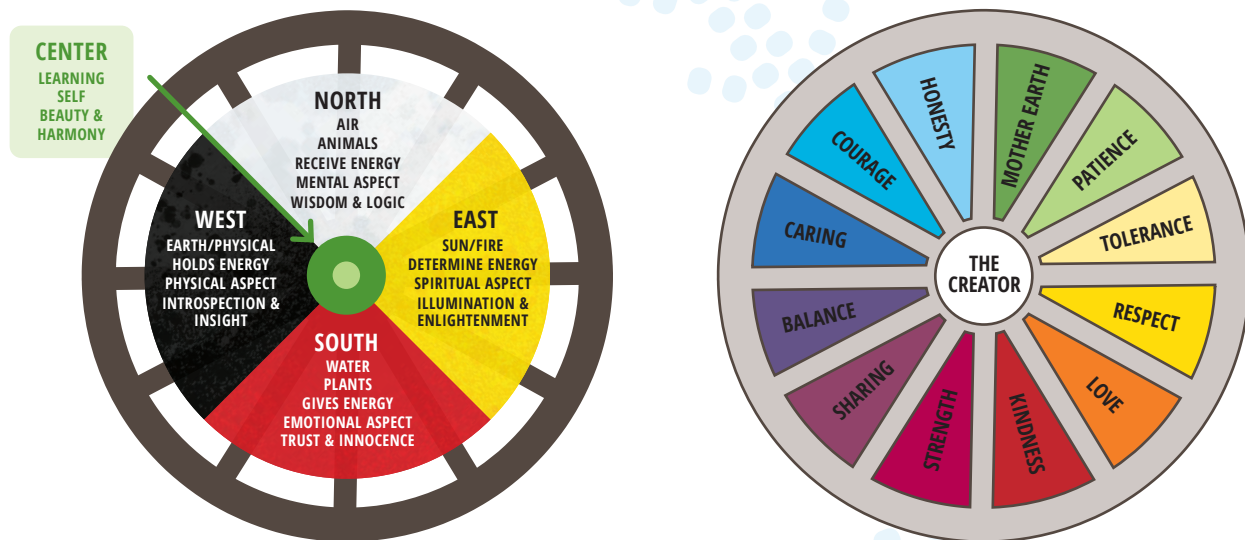 CENTER
LEARNING
SELF
BEAUTY &
HARMONY
NORTH
AIR
ANIMALS
RECEIVE ENERGY
MENTAL ASPECT
WISDOM & LOGIC
WEST
EARTH/PHYSICAL
HOLDS ENERGY
PHYSICAL ASPECT
INTROSPECTION &
INSIGHT
EAST
SUN/FIRE
DETERMINE ENERGY
SPIRITUAL ASPECT
ILLUMINATION &
ENLIGHTENMENT
SOUTH
WATER
PLANTS
GIVES ENERGY
EMOTIONAL ASPECT
TRUST & INNOCENCE
THE
CREATOR
MOTHER EARTH
PATIENCE
TOLERANCE
RESPECT
LOVE
KINDNESS
STRENGTH
SHARING
BALANCE
CARING
COURAGE
HONESTY